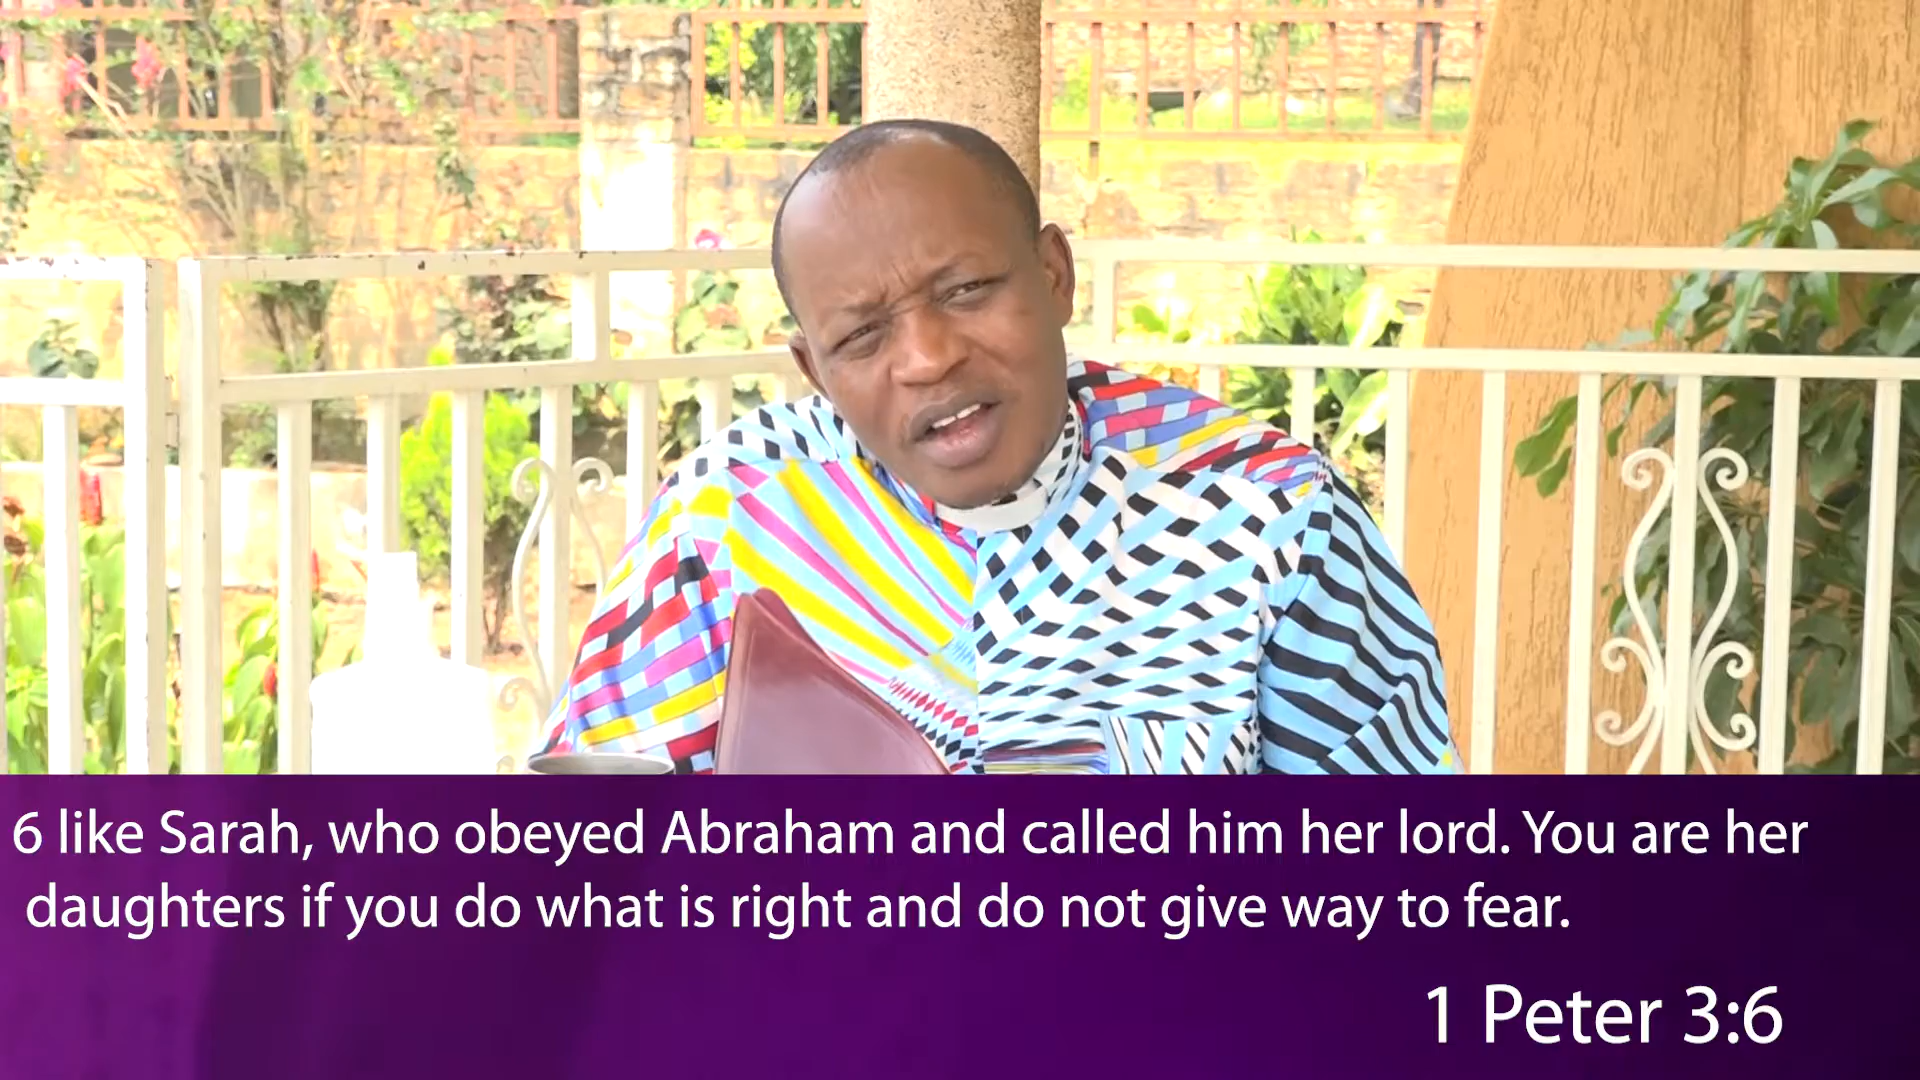 6 like Sarah, who obeyed Abraham and called him her lord. You are her
daughters if you do what is right and do not give way to fear.
1 Peter 3:6